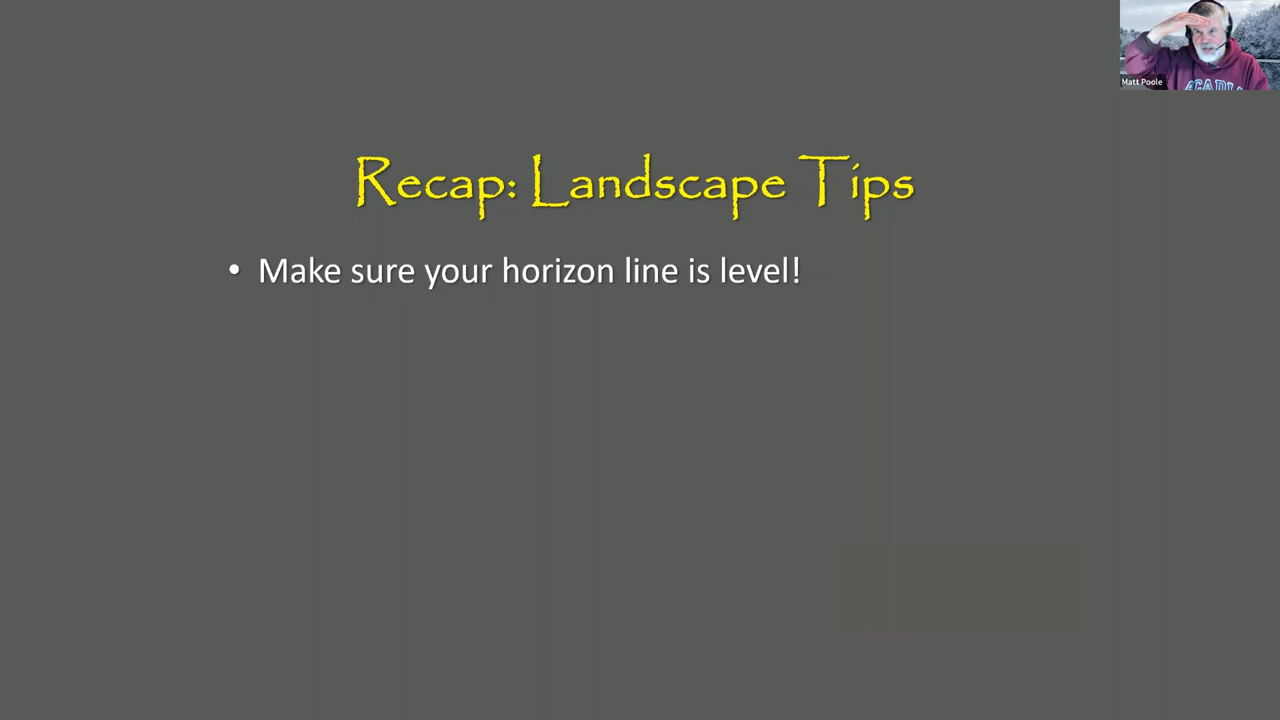 Matt Poole
Recap: Landscape Tips
• Make sure your horizon line is level!